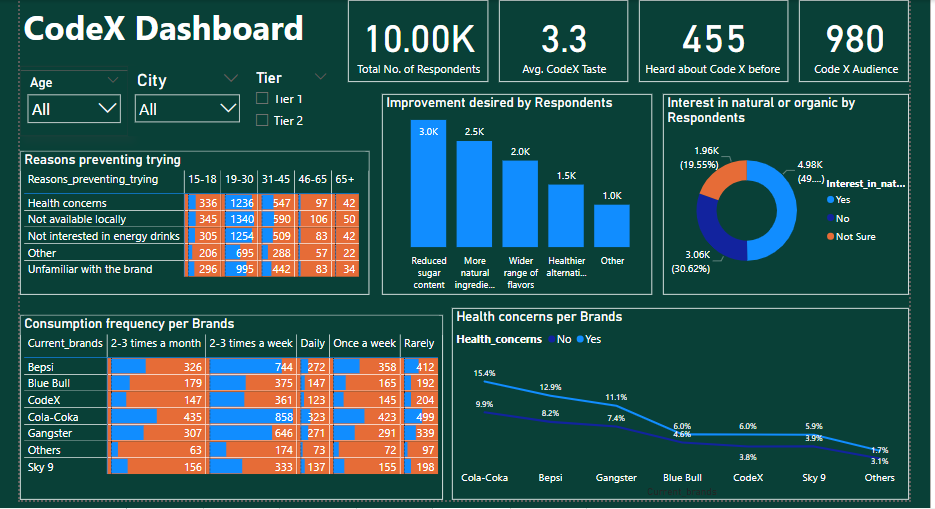 CodeX Dashboard
10.00K
Total No. of Respondents
3.3
Avg. CodeX Taste
455
Heard about Code X before
980
Code X Audience
Age
All
City
All
Tier
Tier 1
Tier 2
Reasons preventing trying
Reasons_preventing_trying 15-18 19-30 31-45 46-65 65+
Health concerns 336 1236 547 97 42
Not available locally 345 1340 590 106 50
Not interested in energy drinks 305 1254 509 83 42
Other 206 695 288 57 22
Unfamiliar with the brand 296 995 442 83 34
Improvement desired by Respondents
3.0K
2.5K
2.0K
1.5K
1.0K
Reduced sugar content
More natural ingredie...
Wider range of flavors
Healthier alternati...
Other
Interest in natural or organic by
Respondents
1.96K
(19.55%)
4.98K
(49....)
3.06K
(30.62%)
Interest_in_nat...
Yes
No
Not Sure
Consumption frequency per Brands
Current_brands 2-3 times a month 2-3 times a week Daily Once a week Rarely
Bepsi 326 744 272 358 412
Blue Bull 179 375 147 165 192
CodeX 147 361 123 145 204
Cola-Coka 435 858 323 423 499
Gangster 307 646 271 291 339
Others 63 174 73 72 97
Sky 9 156 333 137 155 198
Health concerns per Brands
Health_concerns No Yes
15.4%
12.9%
11.1%
6.0%
6.0%
5.9%
1.7%
9.9%
8.2%
7.4%
4.6%
3.8%
3.9%
3.1%
Cola-Coka Bepsi Gangster Blue Bull CodeX Sky 9 Others
Current_brands